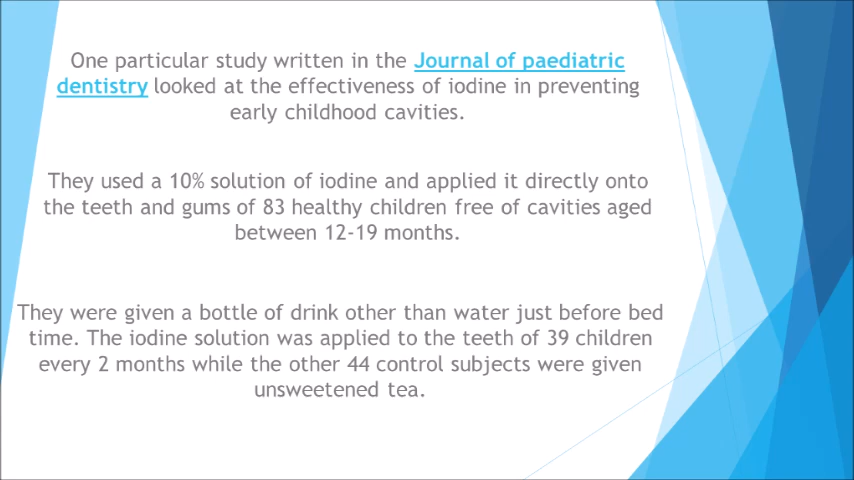 One particular study written in the Journal of paediatric
dentistry looked at the effectiveness of iodine in preventing
early childhood cavities.
They used a 10% solution of iodine and applied it directly onto
the teeth and gums of 83 healthy children free of cavities aged
between 12-19 months.
They were given a bottle of drink other than water just before bed
time. The iodine solution was applied to the teeth of 39 children
every 2 months while the other 44 control subjects were given
unsweetened tea.